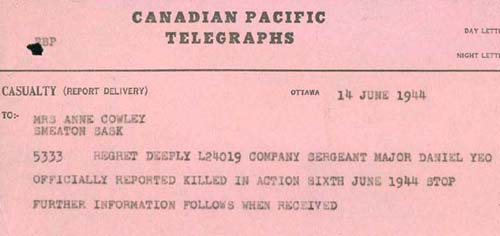 CANADIAN PACIFIC
TELEGRAPHS
DAY LETT
NIGHT LETTE
CASUALTY (REPORT DELIVERY) OTTAWA 14 JUNE 1944
TO:- MRS ANNE COWLEY
SMEATON SASK
5333 REGRET DEEPLY L24019 COMPANY SERGEANT MAJOR DANIEL YEO
OFFICIALLY REPORTED KILLED IN ACTION SIXTH JUNE 1944 STOP
FURTHER INFORMATION FOLLOWS WHEN RECEIVED